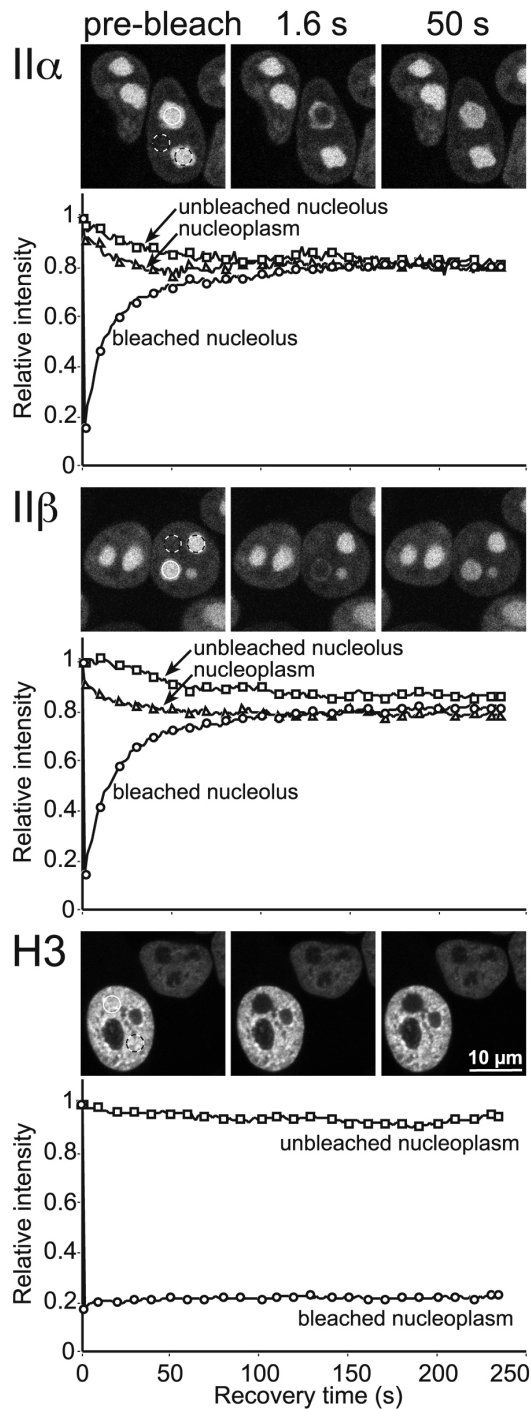 pre-bleach 1.6 s 50 s
IIα
1
unbleached nucleolus
nucleoplasm
0.8
0.6
bleached nucleolus
0.4
0.2
0
Relative intensity
IIβ
1
unbleached nucleolus
nucleoplasm
0.8
0.6
bleached nucleolus
0.4
0.2
0
Relative intensity
H3
10 µm
1
unbleached nucleoplasm
0.8
0.6
0.4
0.2
bleached nucleoplasm
0
Relative intensity
0 50 100 150 200 250
Recovery time (s)